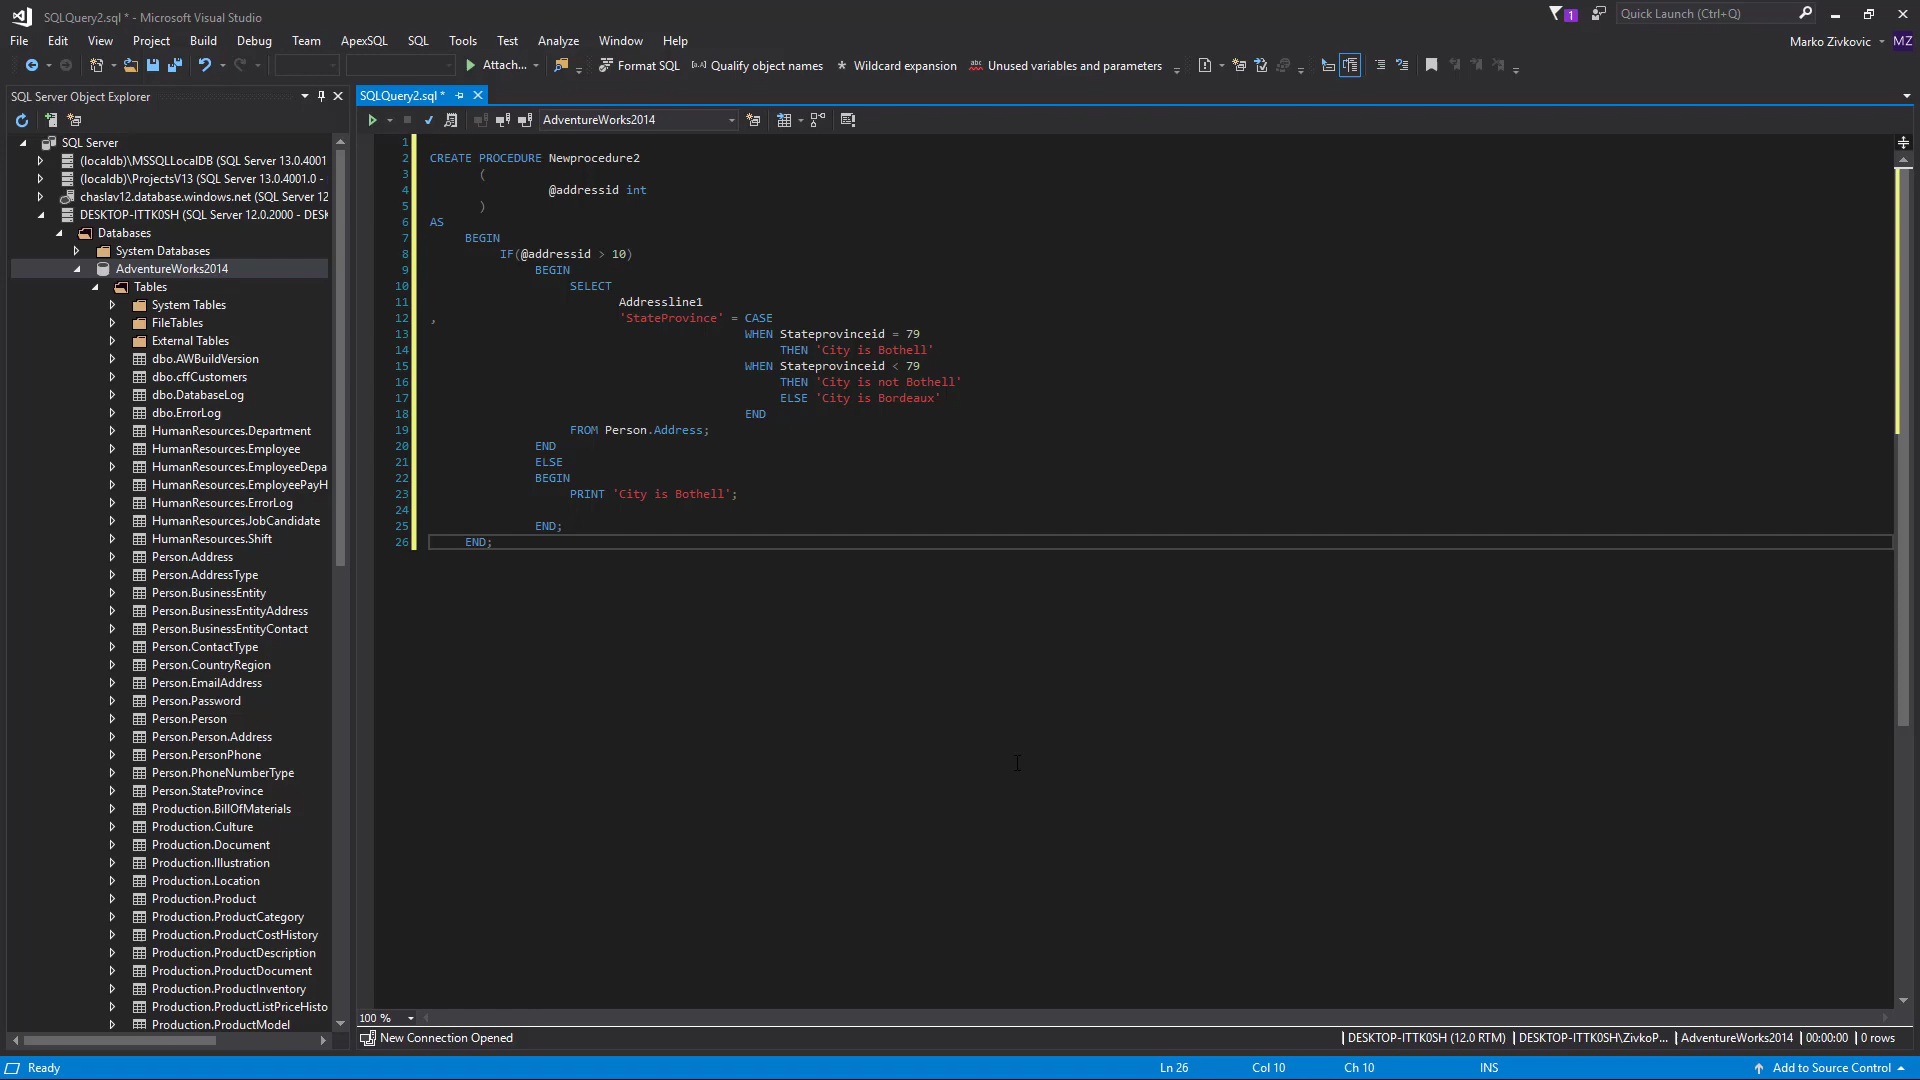 SQLQuery2.sql * - Microsoft Visual Studio
1
Quick Launch (Ctrl+Q)
File Edit View Project Build Debug Team ApexSQL SQL Tools Test Analyze Window Help
Marko Zivkovic MZ
Attach... Format SQL Qualify object names Wildcard expansion Unused variables and parameters
SQL Server Object Explorer
SQL Server
(localdb)\MSSQLLocalDB (SQL Server 13.0.4001
(localdb)\ProjectsV13 (SQL Server 13.0.4001.0 -
chaslav12.database.windows.net (SQL Server 12
DESKTOP-ITTK0SH (SQL Server 12.0.2000 - DESK
Databases
System Databases
AdventureWorks2014
Tables
System Tables
FileTables
External Tables
dbo.AWBuildVersion
dbo.cffCustomers
dbo.DatabaseLog
dbo.ErrorLog
HumanResources.Department
HumanResources.Employee
HumanResources.EmployeeDepa
HumanResources.EmployeePayH
HumanResources.ErrorLog
HumanResources.JobCandidate
HumanResources.Shift
Person.Address
Person.AddressType
Person.BusinessEntity
Person.BusinessEntityAddress
Person.BusinessEntityContact
Person.ContactType
Person.CountryRegion
Person.EmailAddress
Person.Password
Person.Person
Person.Person.Address
Person.PersonPhone
Person.PhoneNumberType
Person.StateProvince
Production.BillOfMaterials
Production.Culture
Production.Document
Production.Illustration
Production.Location
Production.Product
Production.ProductCategory
Production.ProductCostHistory
Production.ProductDescription
Production.ProductDocument
Production.ProductInventory
Production.ProductListPriceHisto
Production.ProductModel
SQLQuery2.sql *
AdventureWorks2014
1
2 CREATE PROCEDURE Newprocedure2
3 (
4 @addressid int
5 )
6 AS
7 BEGIN
8 IF(@addressid > 10)
9 BEGIN
10 SELECT
11 Addressline1
12 , 'StateProvince' = CASE
13 WHEN Stateprovinceid = 79
14 THEN 'City is Bothell'
15 WHEN Stateprovinceid < 79
16 THEN 'City is not Bothell'
17 ELSE 'City is Bordeaux'
18 END
19 FROM Person.Address;
20 END
21 ELSE
22 BEGIN
23 PRINT 'City is Bothell';
24
25 END;
26 END;
100 %
New Connection Opened
DESKTOP-ITTK0SH (12.0 RTM) DESKTOP-ITTK0SH\ZivkoP... AdventureWorks2014 00:00:00 0 rows
Ready Ln 26 Col 10 Ch 10 INS Add to Source Control